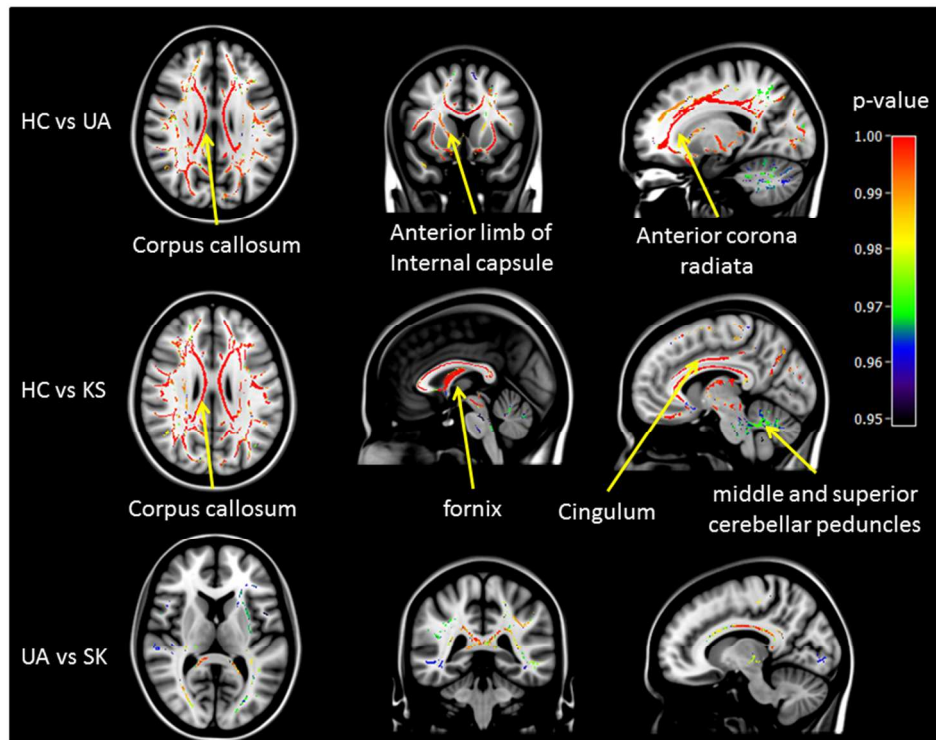 HC vs UA
Corpus callosum
Anterior limb of
Internal capsule
Anterior corona
radiata
p-value
1.00
0.99
0.98
0.97
0.96
0.95
HC vs KS
Corpus callosum
fornix
Cingulum
middle and superior
cerebellar peduncles
UA vs SK